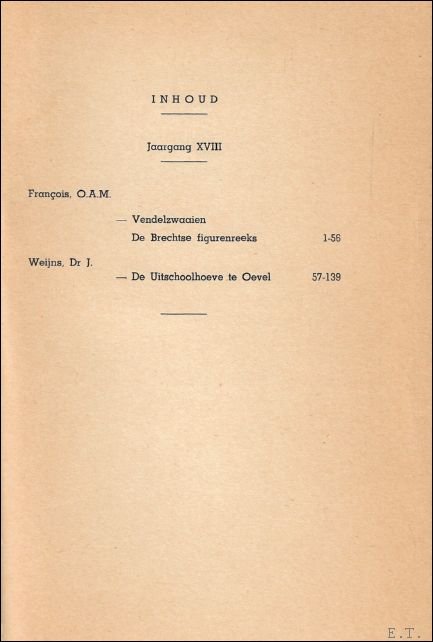 INHOUD
Jaargang XVIII
François, O.A.M.
— Vendelzwaaien
De Brechtse figurenreeks 1-56
Weijns, Dr J.
— De Uitschoolhoeve te Oevel 57-139
E.T.